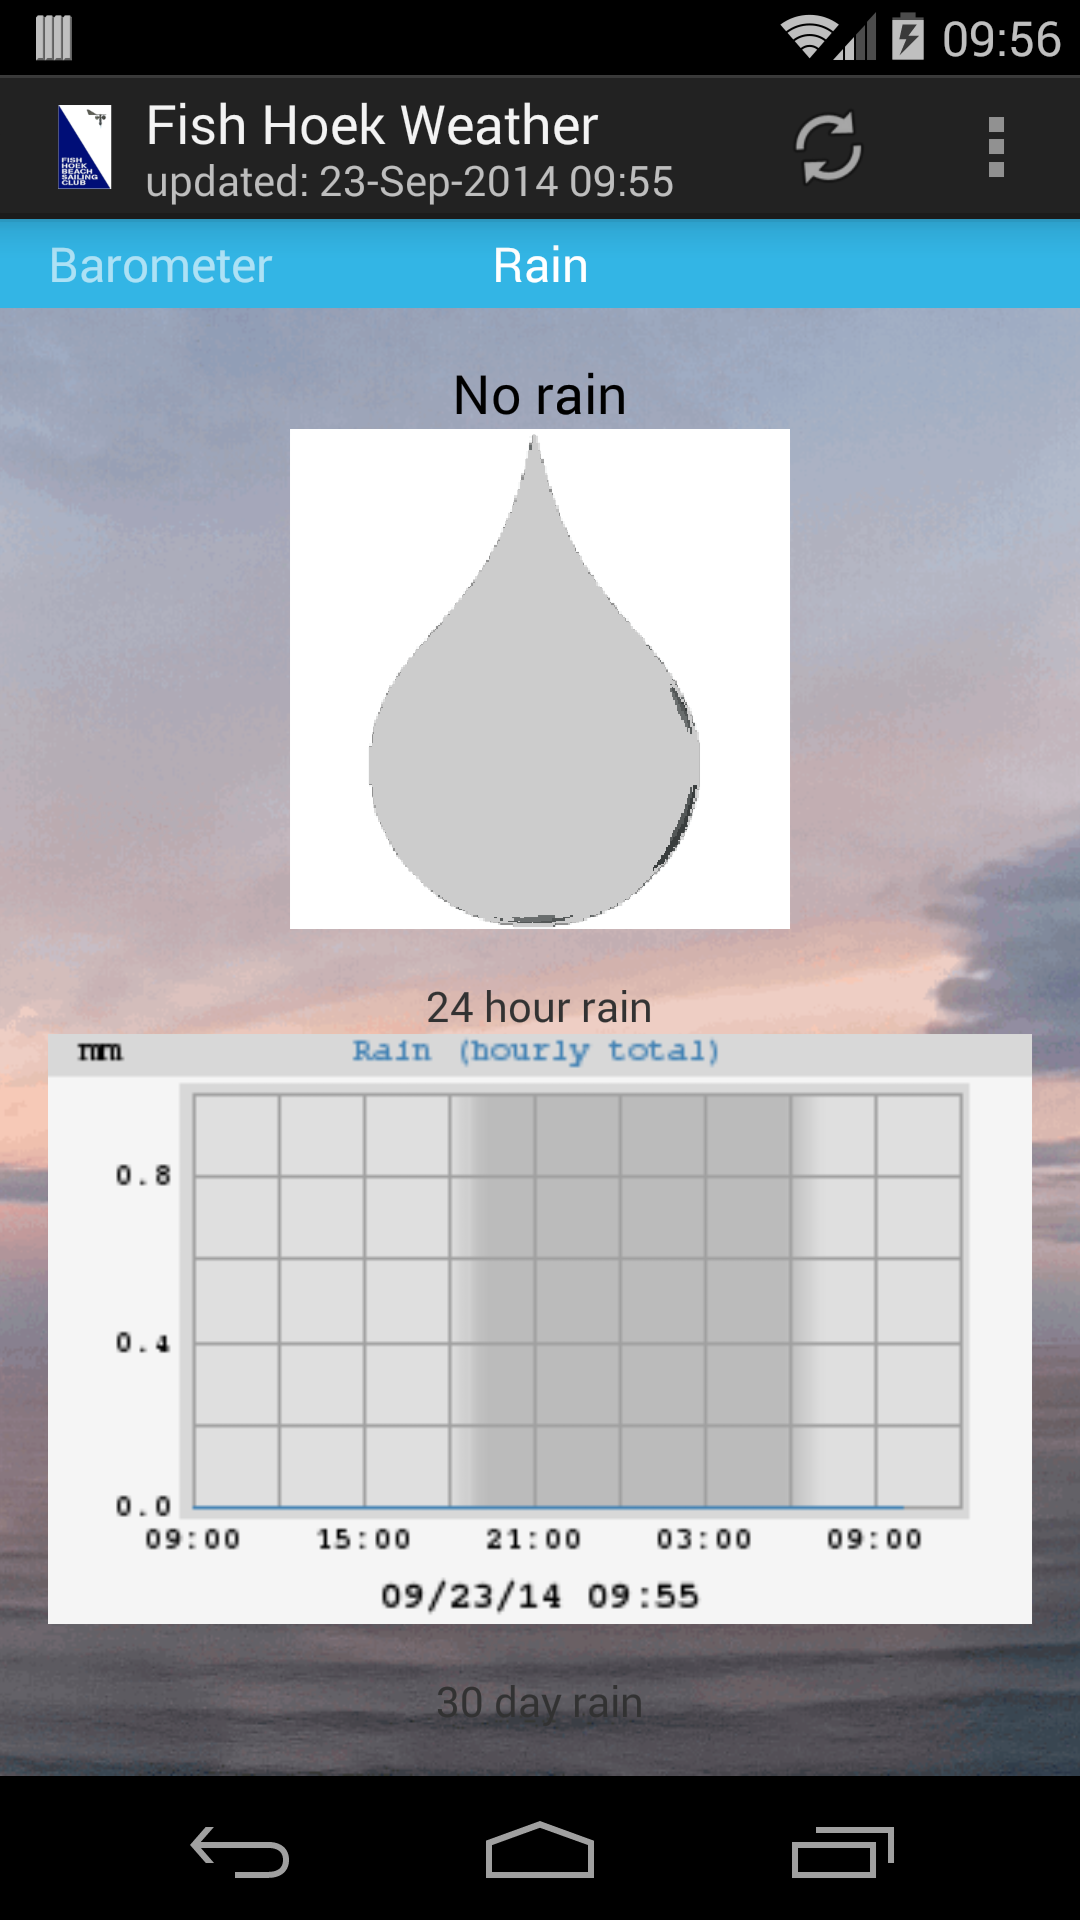 09:56
FISH
HOEK
BEACH
SAILING
CLUB
Fish Hoek Weather
updated: 23-Sep-2014 09:55
Barometer Rain
No rain
24 hour rain
mm Rain (hourly total)
0.8
0.4
0.0
09:00 15:00 21:00 03:00 09:00
09/23/14 09:55
30 day rain